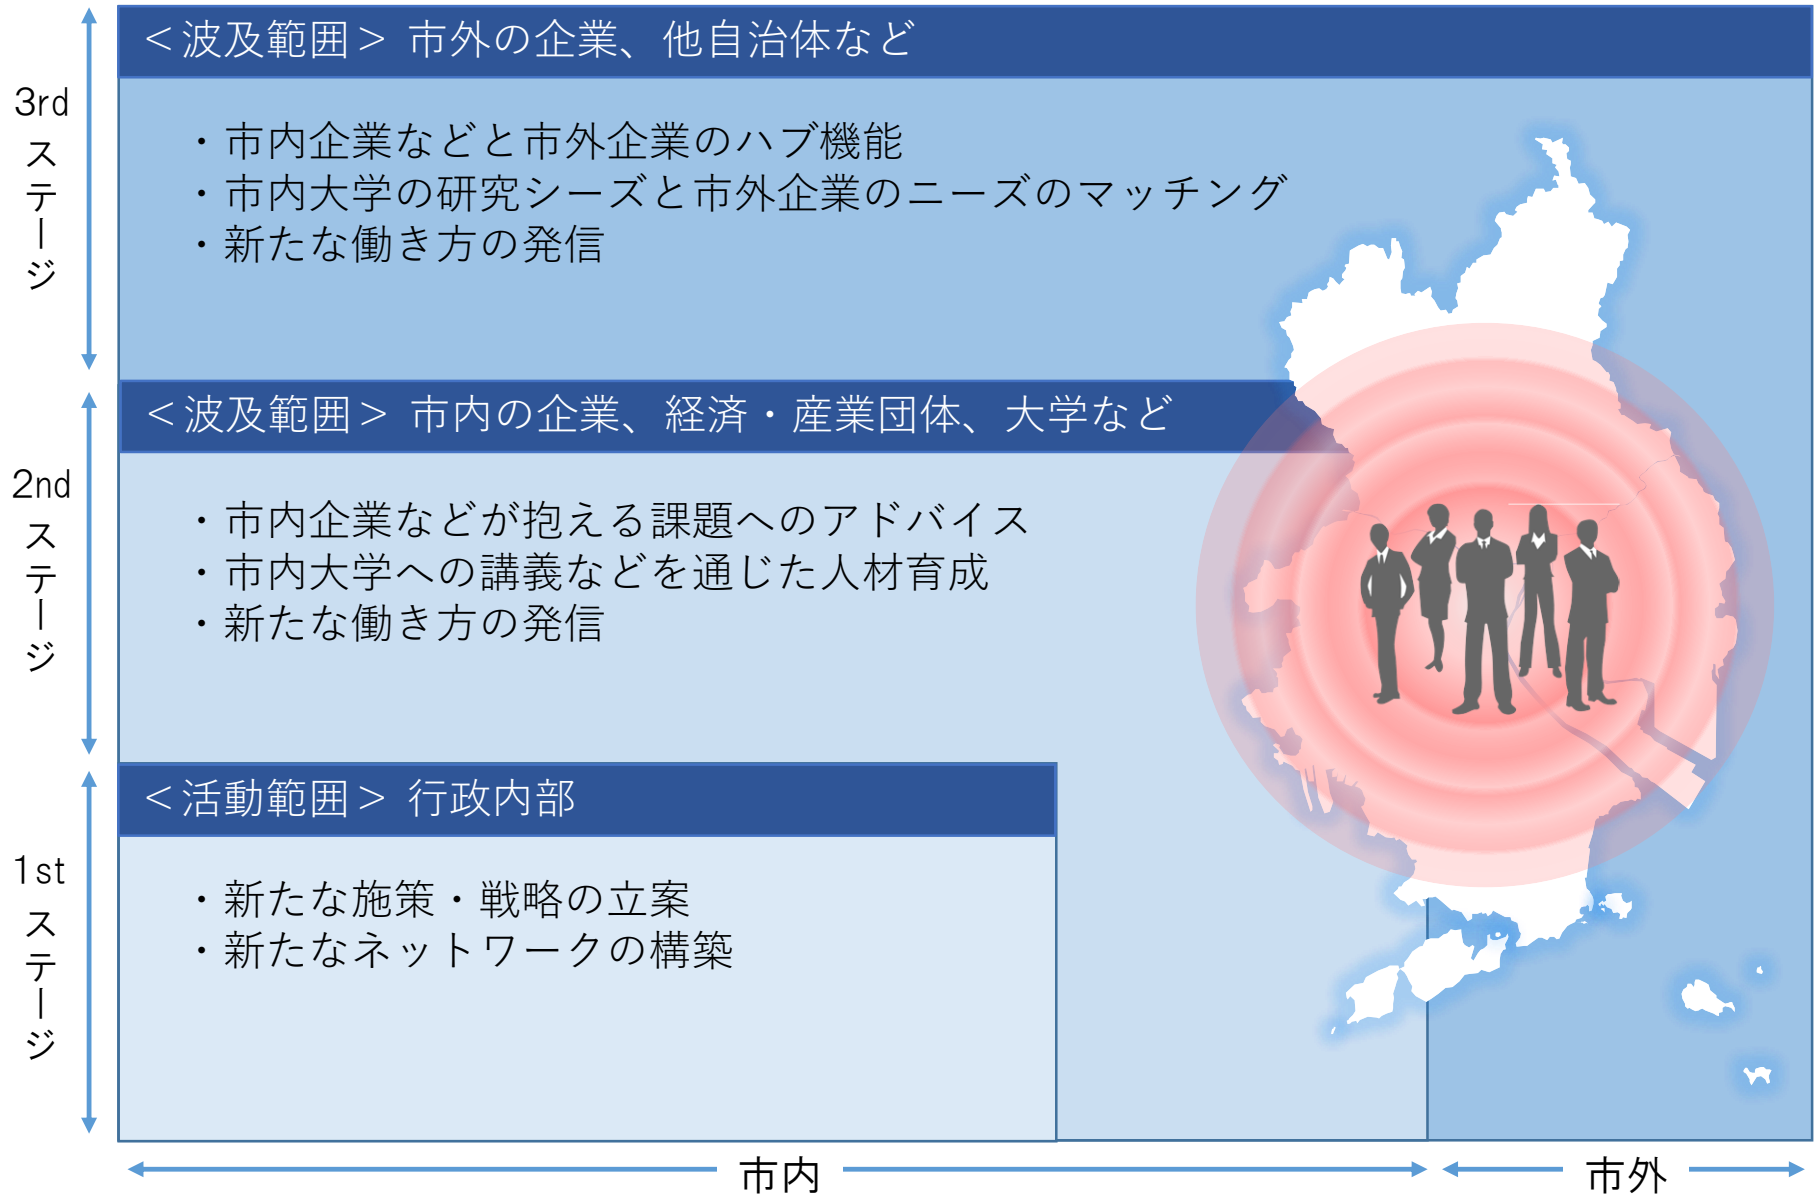 3rd
ステージ
＜波及範囲＞ 市外の企業、他自治体など
・市内企業などと市外企業のハブ機能
・市内大学の研究シーズと市外企業のニーズのマッチング
・新たな働き方の発信
2nd
ステージ
＜波及範囲＞ 市内の企業、経済・産業団体、大学など
・市内企業などが抱える課題へのアドバイス
・市内大学への講義などを通じた人材育成
・新たな働き方の発信
1st
ステージ
＜活動範囲＞ 行政内部
・新たな施策・戦略の立案
・新たなネットワークの構築
市内
市外